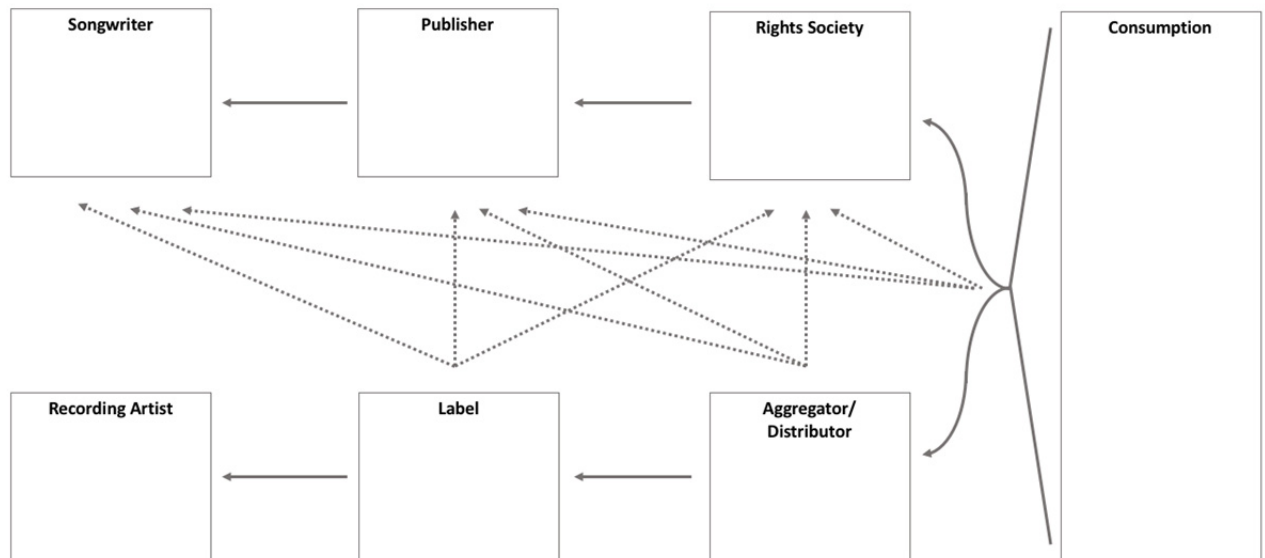 Songwriter
Publisher
Rights Society
Consumption
Recording Artist
Label
Aggregator/
Distributor